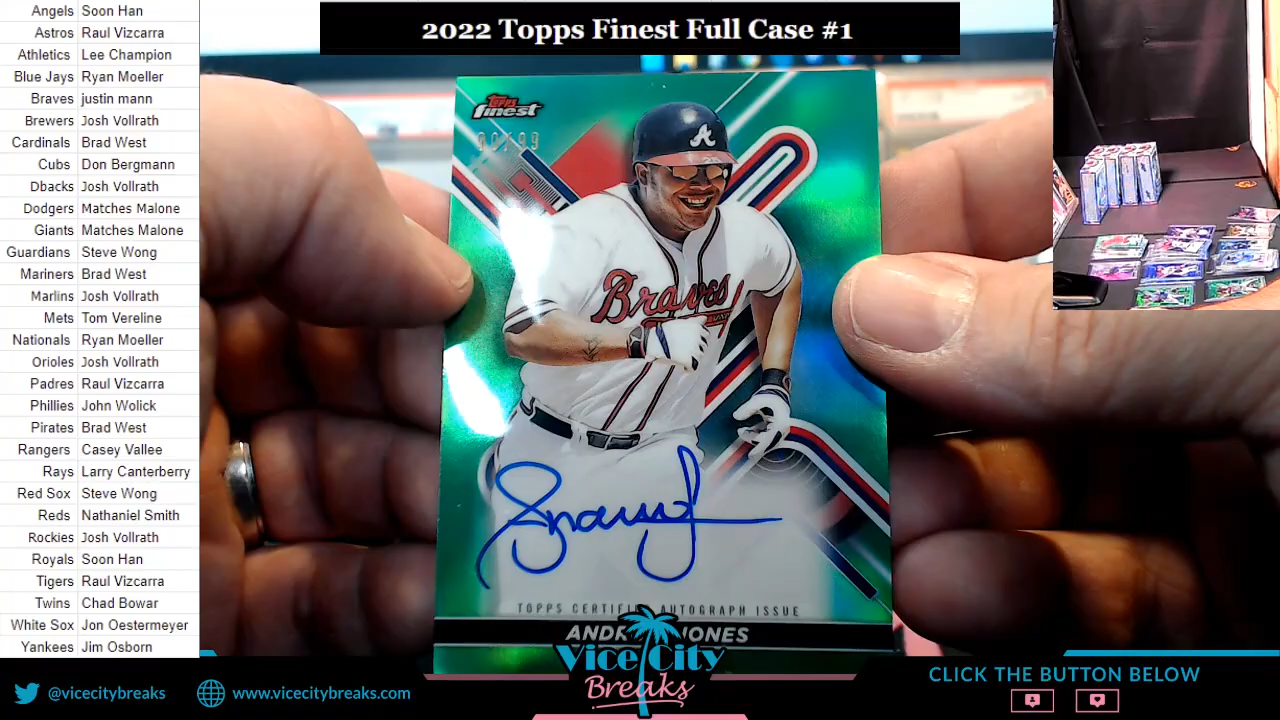 2022 Topps Finest Full Case #1
Angels Soon Han
Astros Raul Vizcarra
Athletics Lee Champion
Blue Jays Ryan Moeller
Braves justin mann
Brewers Josh Vollrath
Cardinals Brad West
Cubs Don Bergmann
Dbacks Josh Vollrath
Dodgers Matches Malone
Giants Matches Malone
Guardians Steve Wong
Mariners Brad West
Marlins Josh Vollrath
Mets Tom Vereline
Nationals Ryan Moeller
Orioles Josh Vollrath
Padres Raul Vizcarra
Phillies John Wolick
Pirates Brad West
Rangers Casey Vallee
Rays Larry Canterberry
Red Sox Steve Wong
Reds Nathaniel Smith
Rockies Josh Vollrath
Royals Soon Han
Tigers Raul Vizcarra
Twins Chad Bowar
White Sox Jon Oestermeyer
Yankees Jim Osborn
Topps
finest
A
Braves
TOPPS AUTOGRAPH ISSUE
JONES
Vice City
Breaks
@vicecitybreaks
www.vicecitybreaks.com
CLICK THE BUTTON BELOW